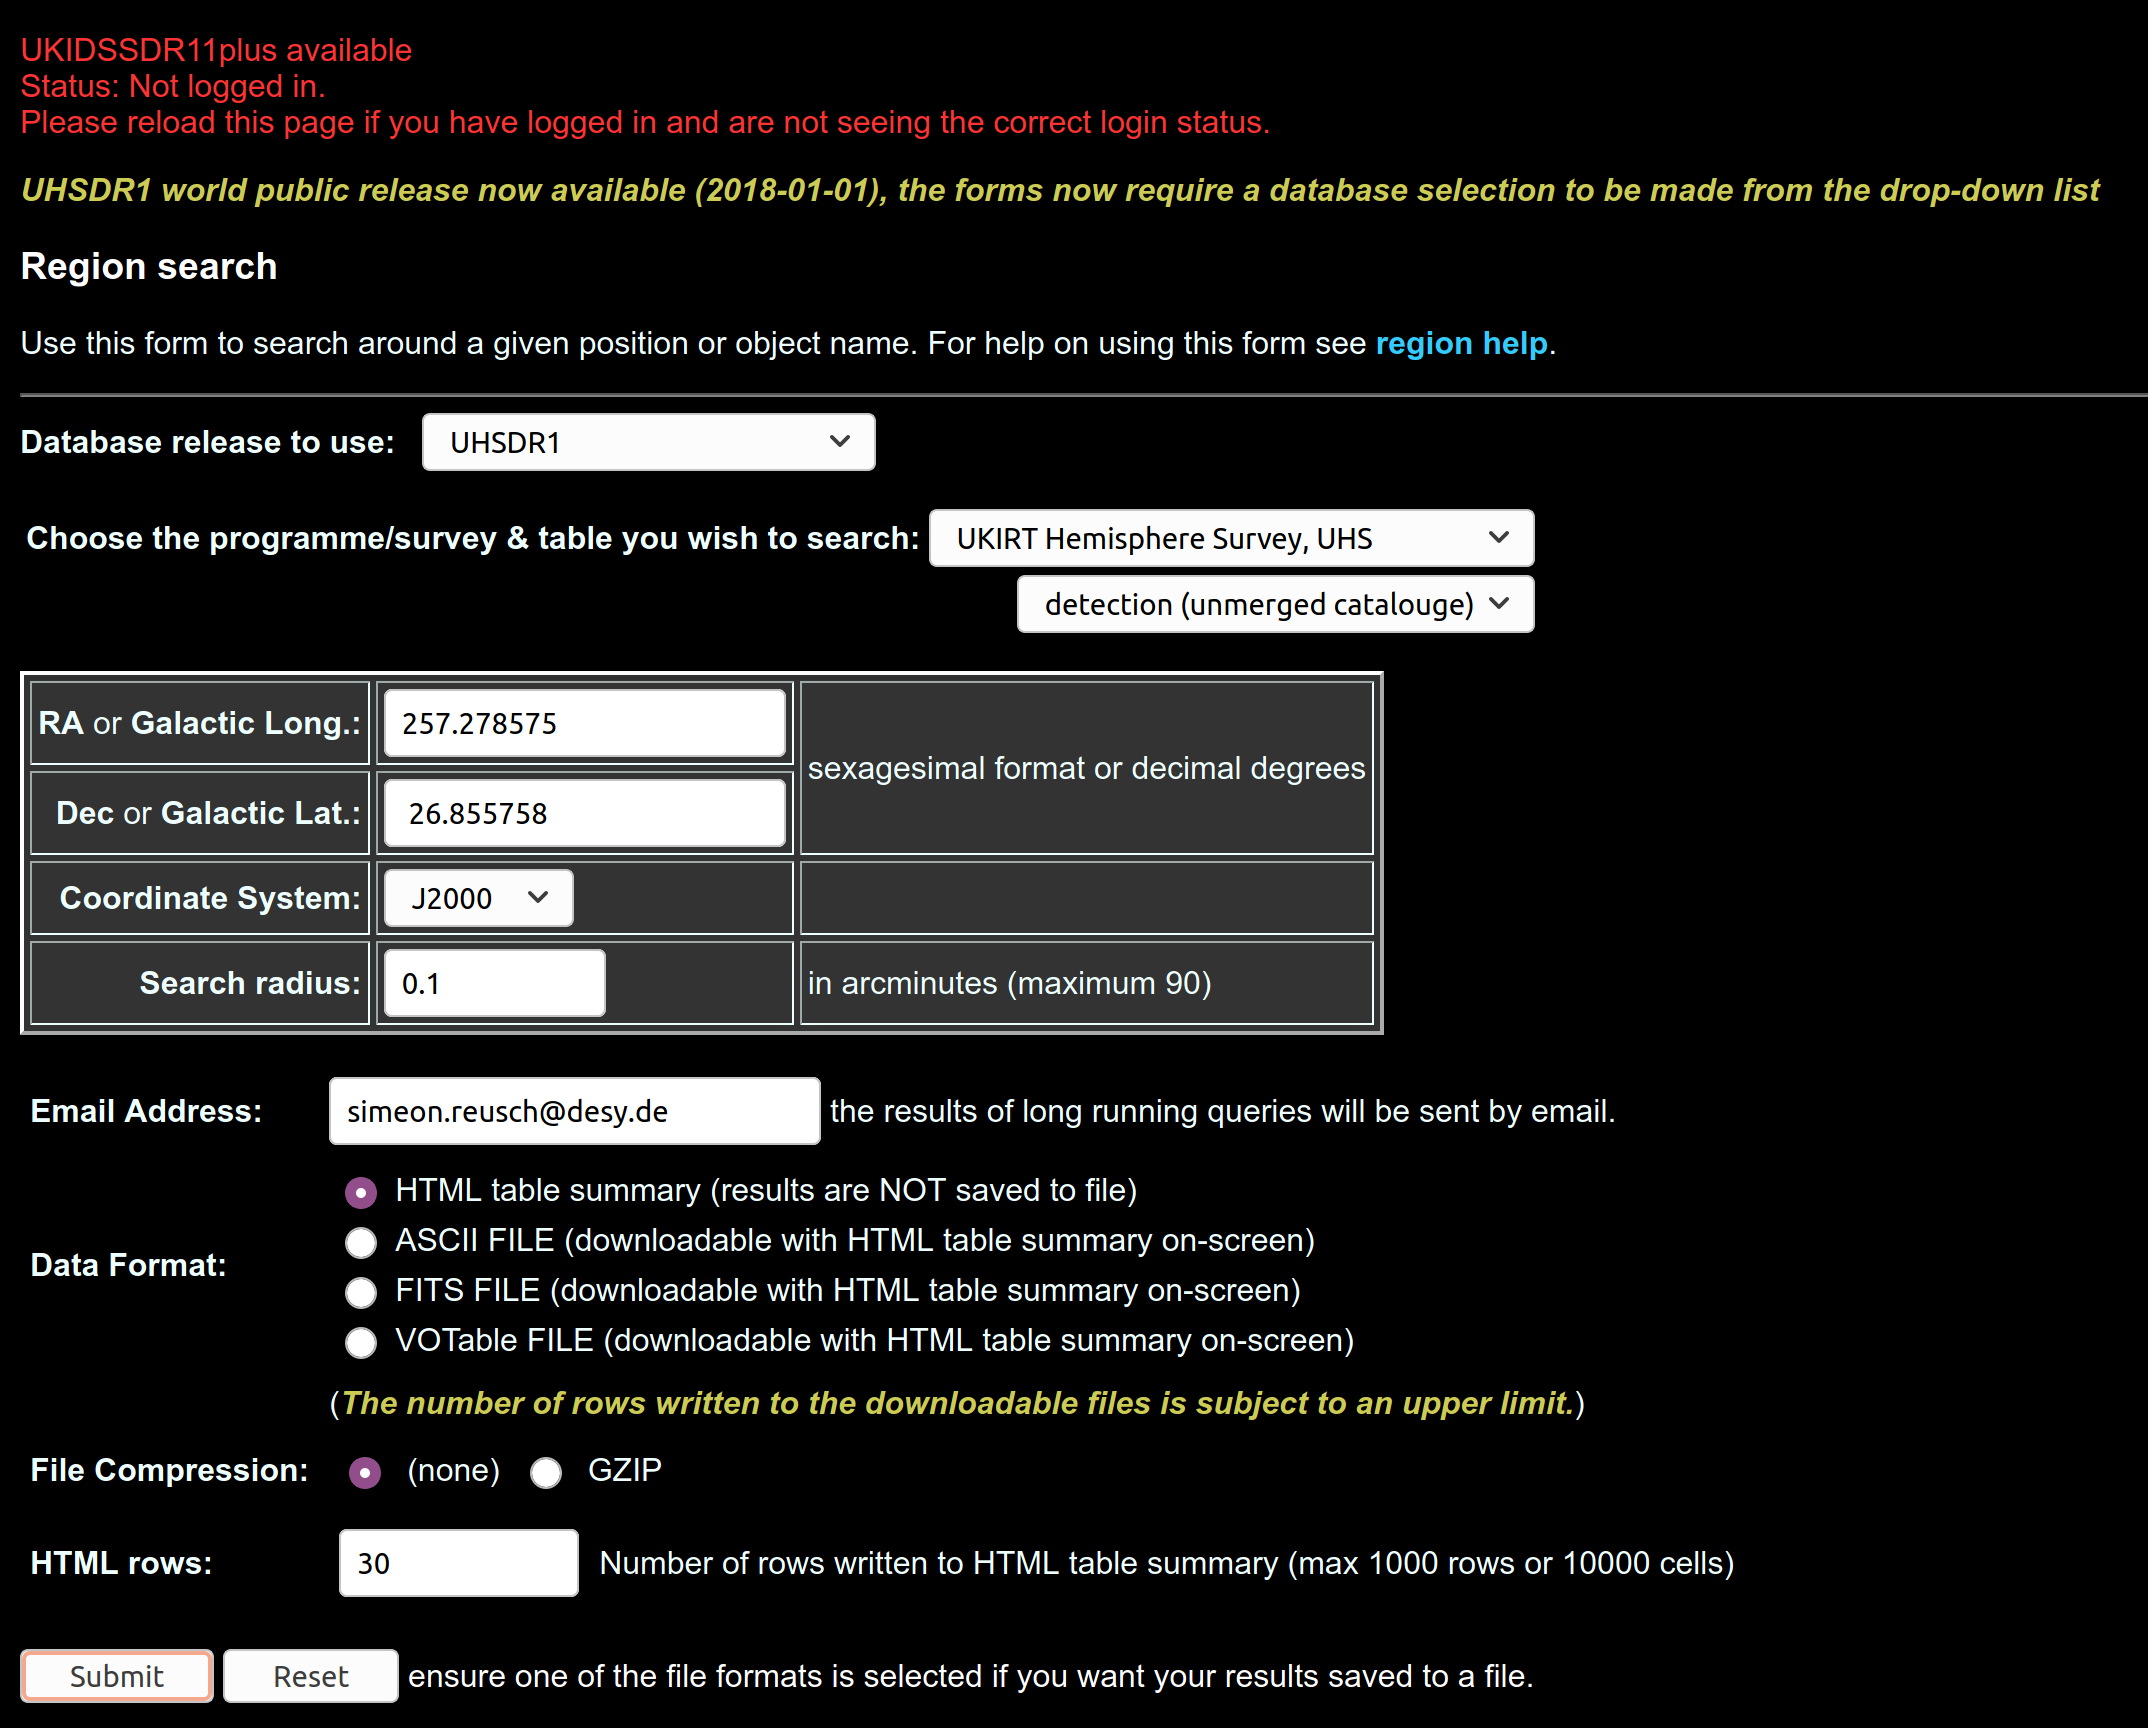 UKIDSSDR11plus available
Status: Not logged in.
Please reload this page if you have logged in and are not seeing the correct login status.
UHSDR1 world public release now available (2018-01-01), the forms now require a database selection to be made from the drop-down list
Region search
Use this form to search around a given position or object name. For help on using this form see region help.
Database release to use: UHSDR1
Choose the programme/survey & table you wish to search: UKIRT Hemisphere Survey, UHS
detection (unmerged catalouge)
RA or Galactic Long.: 257.278575
sexagesimal format or decimal degrees
Dec or Galactic Lat.: 26.855758
Coordinate System: J2000
Search radius: 0.1 in arcminutes (maximum 90)
Email Address: simeon.reusch@desy.de the results of long running queries will be sent by email.
Data Format:
HTML table summary (results are NOT saved to file)
ASCII FILE (downloadable with HTML table summary on-screen)
FITS FILE (downloadable with HTML table summary on-screen)
VOTable FILE (downloadable with HTML table summary on-screen)
(The number of rows written to the downloadable files is subject to an upper limit.)
File Compression: (none) GZIP
HTML rows: 30 Number of rows written to HTML table summary (max 1000 rows or 10000 cells)
Submit Reset ensure one of the file formats is selected if you want your results saved to a file.